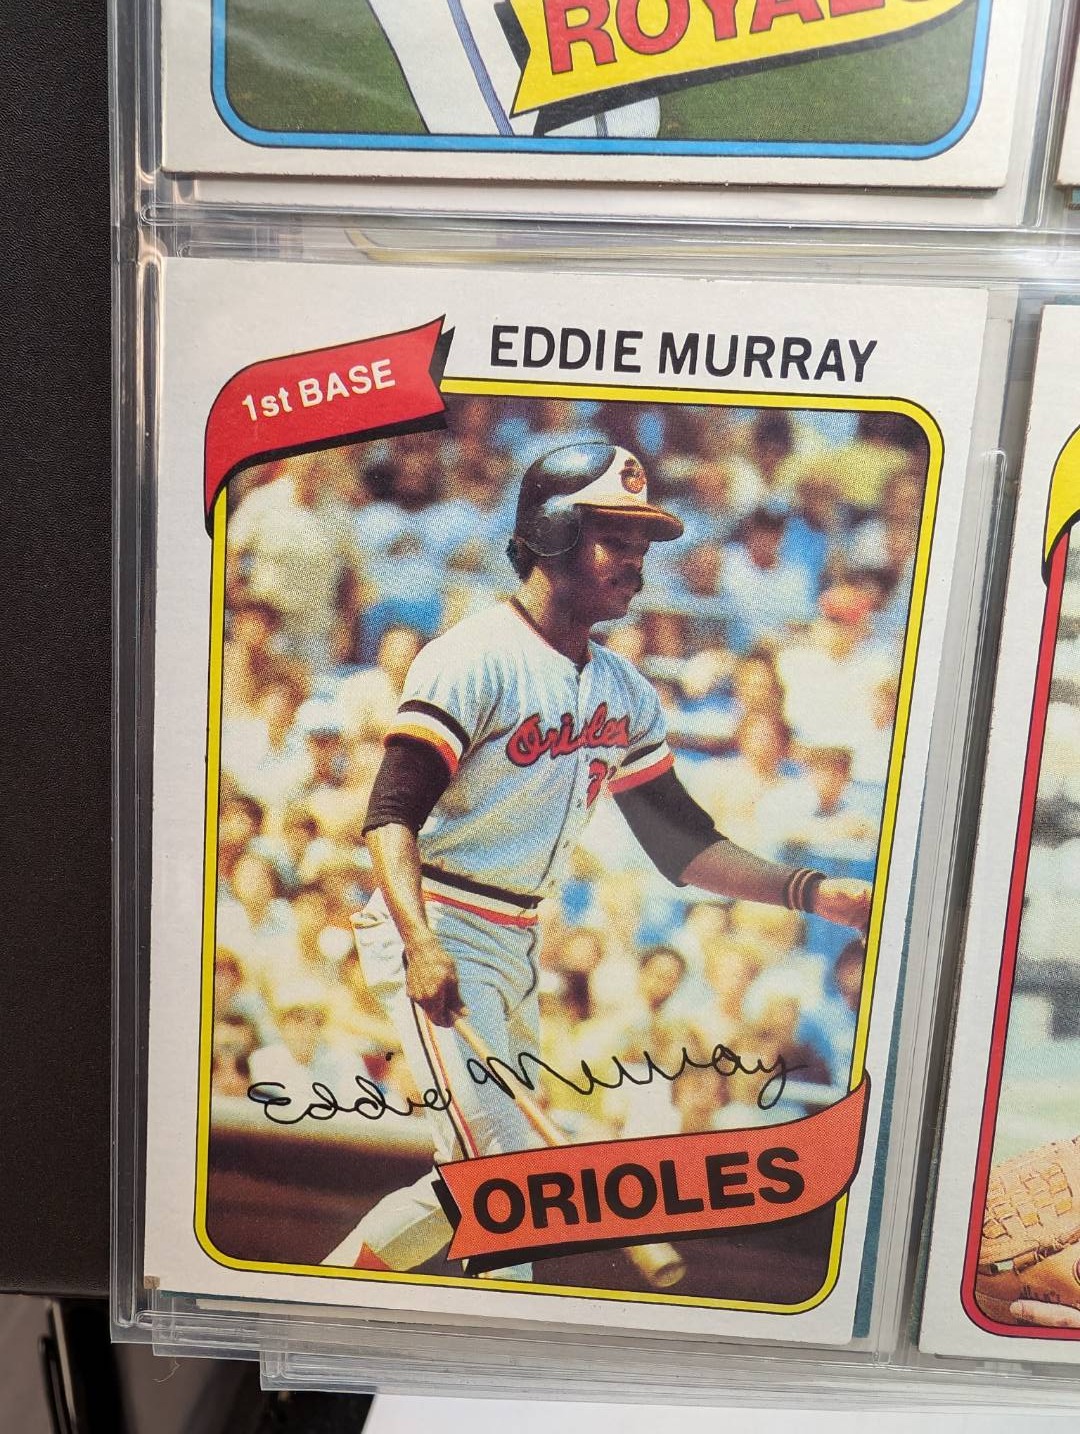 ROYALS
1st BASE
EDDIE MURRAY
Orioles
Eddie Murray
ORIOLES